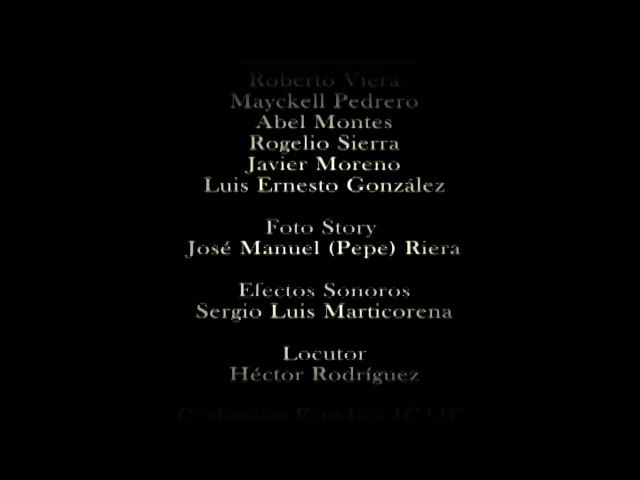 Roberto Viera
Mayckell Pedrero
Abel Montes
Rogelio Sierra
Javier Moreno
Luis Ernesto González
Foto Story
José Manuel (Pepe) Riera
Efectos Sonoros
Sergio Luis Marticorena
Locutor
Héctor Rodríguez